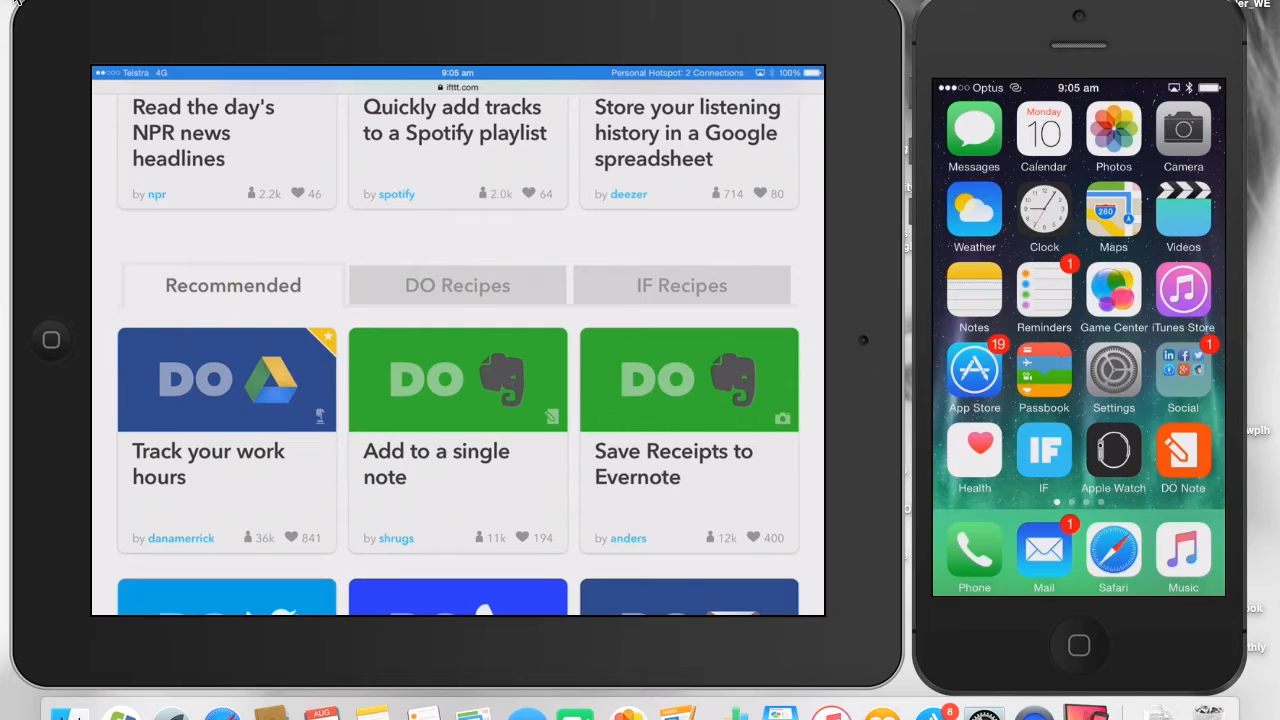 er_WE
Telstra 4G
9:05 am
Personal Hotspot: 2 Connections
100%
ifttt.com
Read the day's
NPR news
headlines
by npr
2.2k
46
Quickly add tracks
to a Spotify playlist
by spotify
2.0k
64
Store your listening
history in a Google
spreadsheet
by deezer
714
80
Recommended
DO Recipes
IF Recipes
DO
Track your work
hours
by danamerrick
36k
841
DO
Add to a single
note
by shrugs
11k
194
DO
Save Receipts to
Evernote
by anders
12k
400
Optus
9:05 am
Messages
Monday
10
Calendar
Photos
Camera
Weather
Clock
280
Maps
Videos
Notes
1
Reminders
Game Center
iTunes Store
19
App Store
Passbook
Settings
1
Social
Health
IF
IF
Apple Watch
DO Note
Phone
1
Mail
Safari
Music
wplh
ook
thly
AUG
8